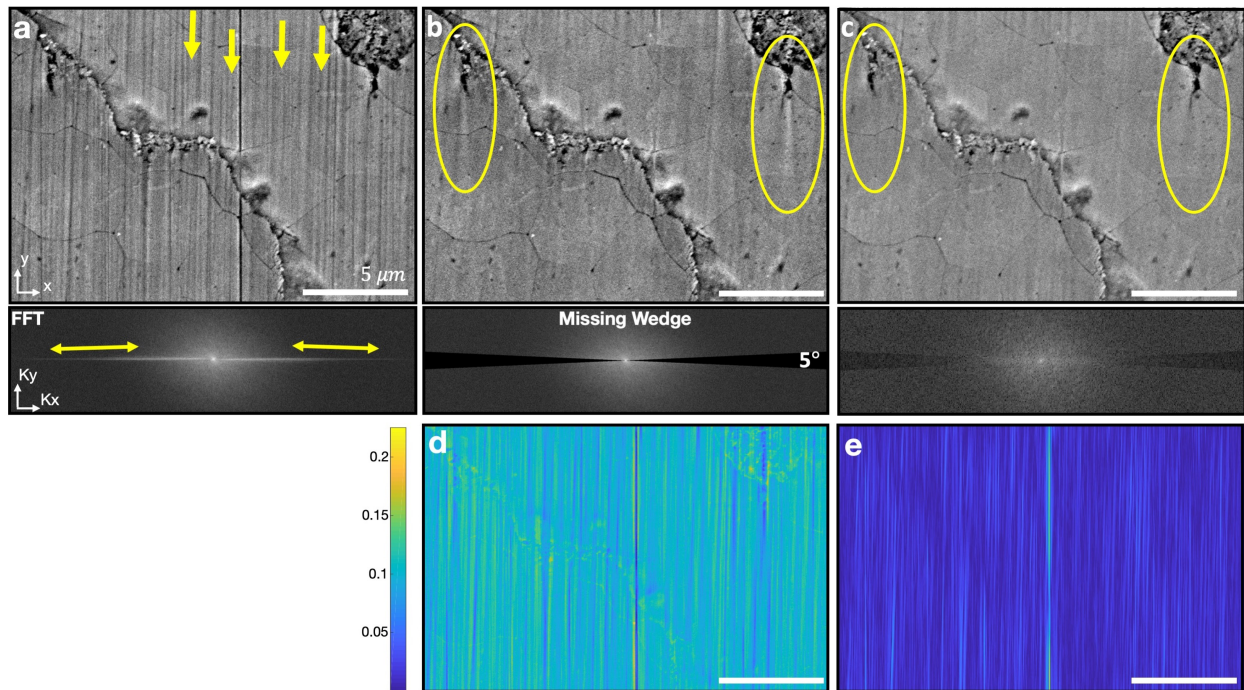 a
b
c
y
x
5 μm
FFT
Ky
Kx
Missing Wedge
5°
d
e
0.2
0.15
0.1
0.05